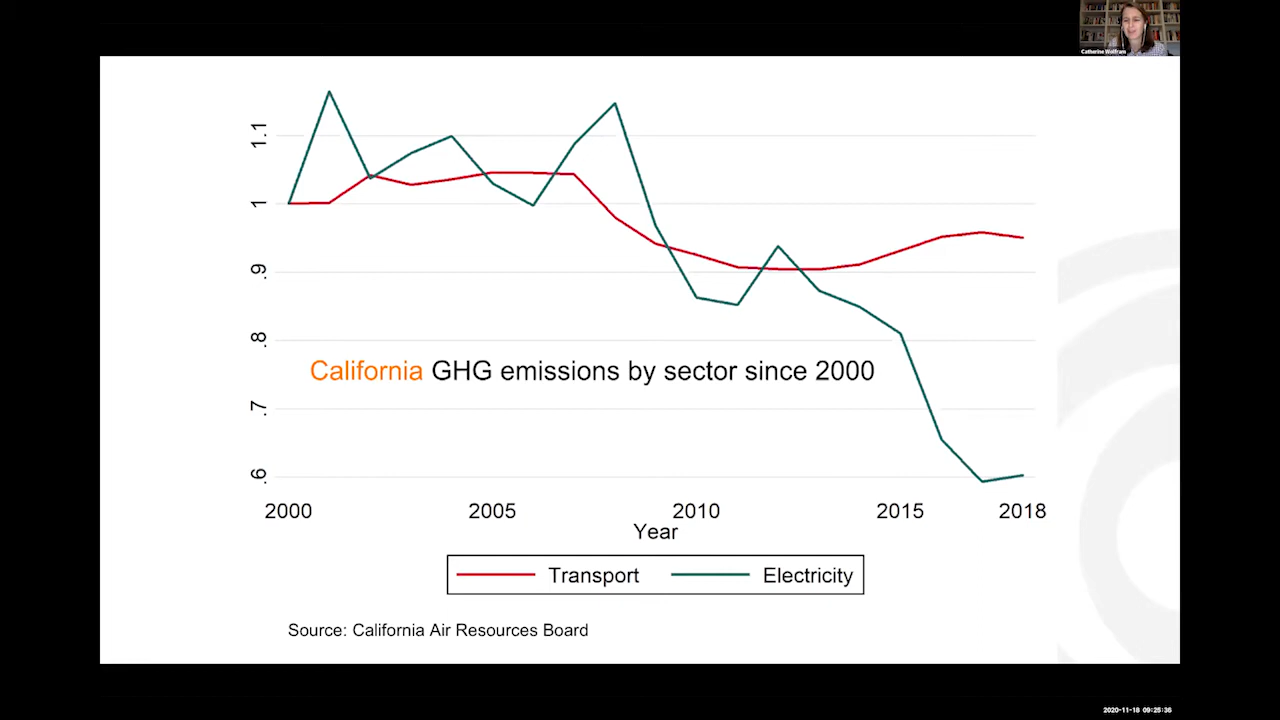 Catherine Wolfram
1.1
1
.9
.8
California GHG emissions by sector since 2000
.7
.6
2000 2005 2010 2015 2018
Year
Transport Electricity
Source: California Air Resources Board
2020-11-18 09:25:36